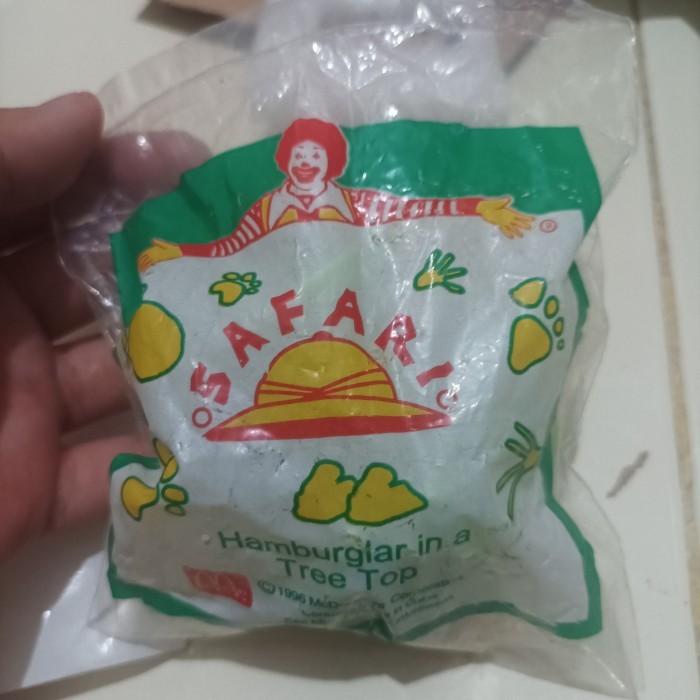 SAFARI
Hamburglar in a
Tree Top
© 1996 McDonald's Corporation